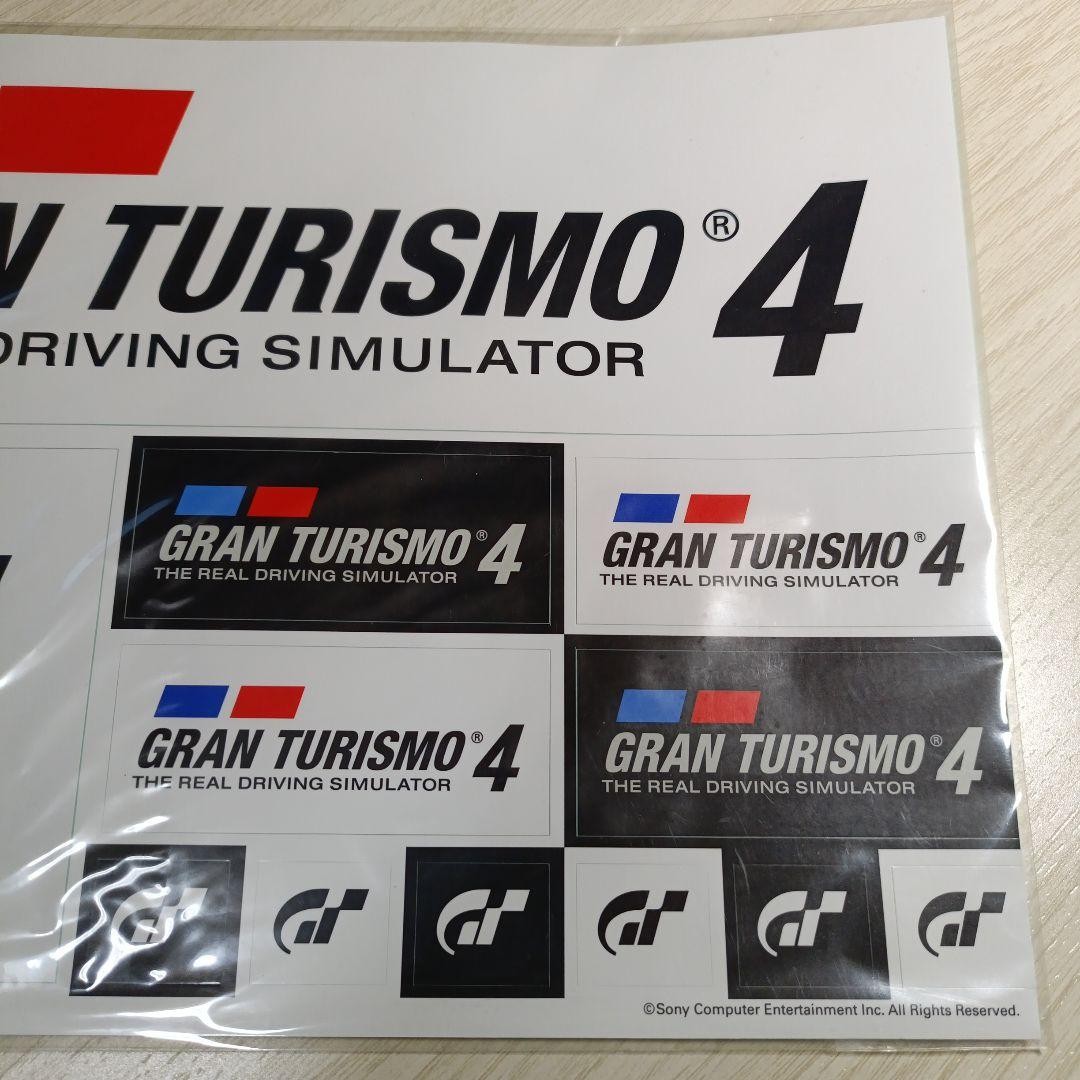 TURISMO® 4
DRIVING SIMULATOR
GRAN TURISMO® 4
THE REAL DRIVING SIMULATOR
GRAN TURISMO® 4
THE REAL DRIVING SIMULATOR
GRAN TURISMO® 4
THE REAL DRIVING SIMULATOR
GRAN TURISMO® 4
THE REAL DRIVING SIMULATOR
©Sony Computer Entertainment Inc. All Rights Reserved.